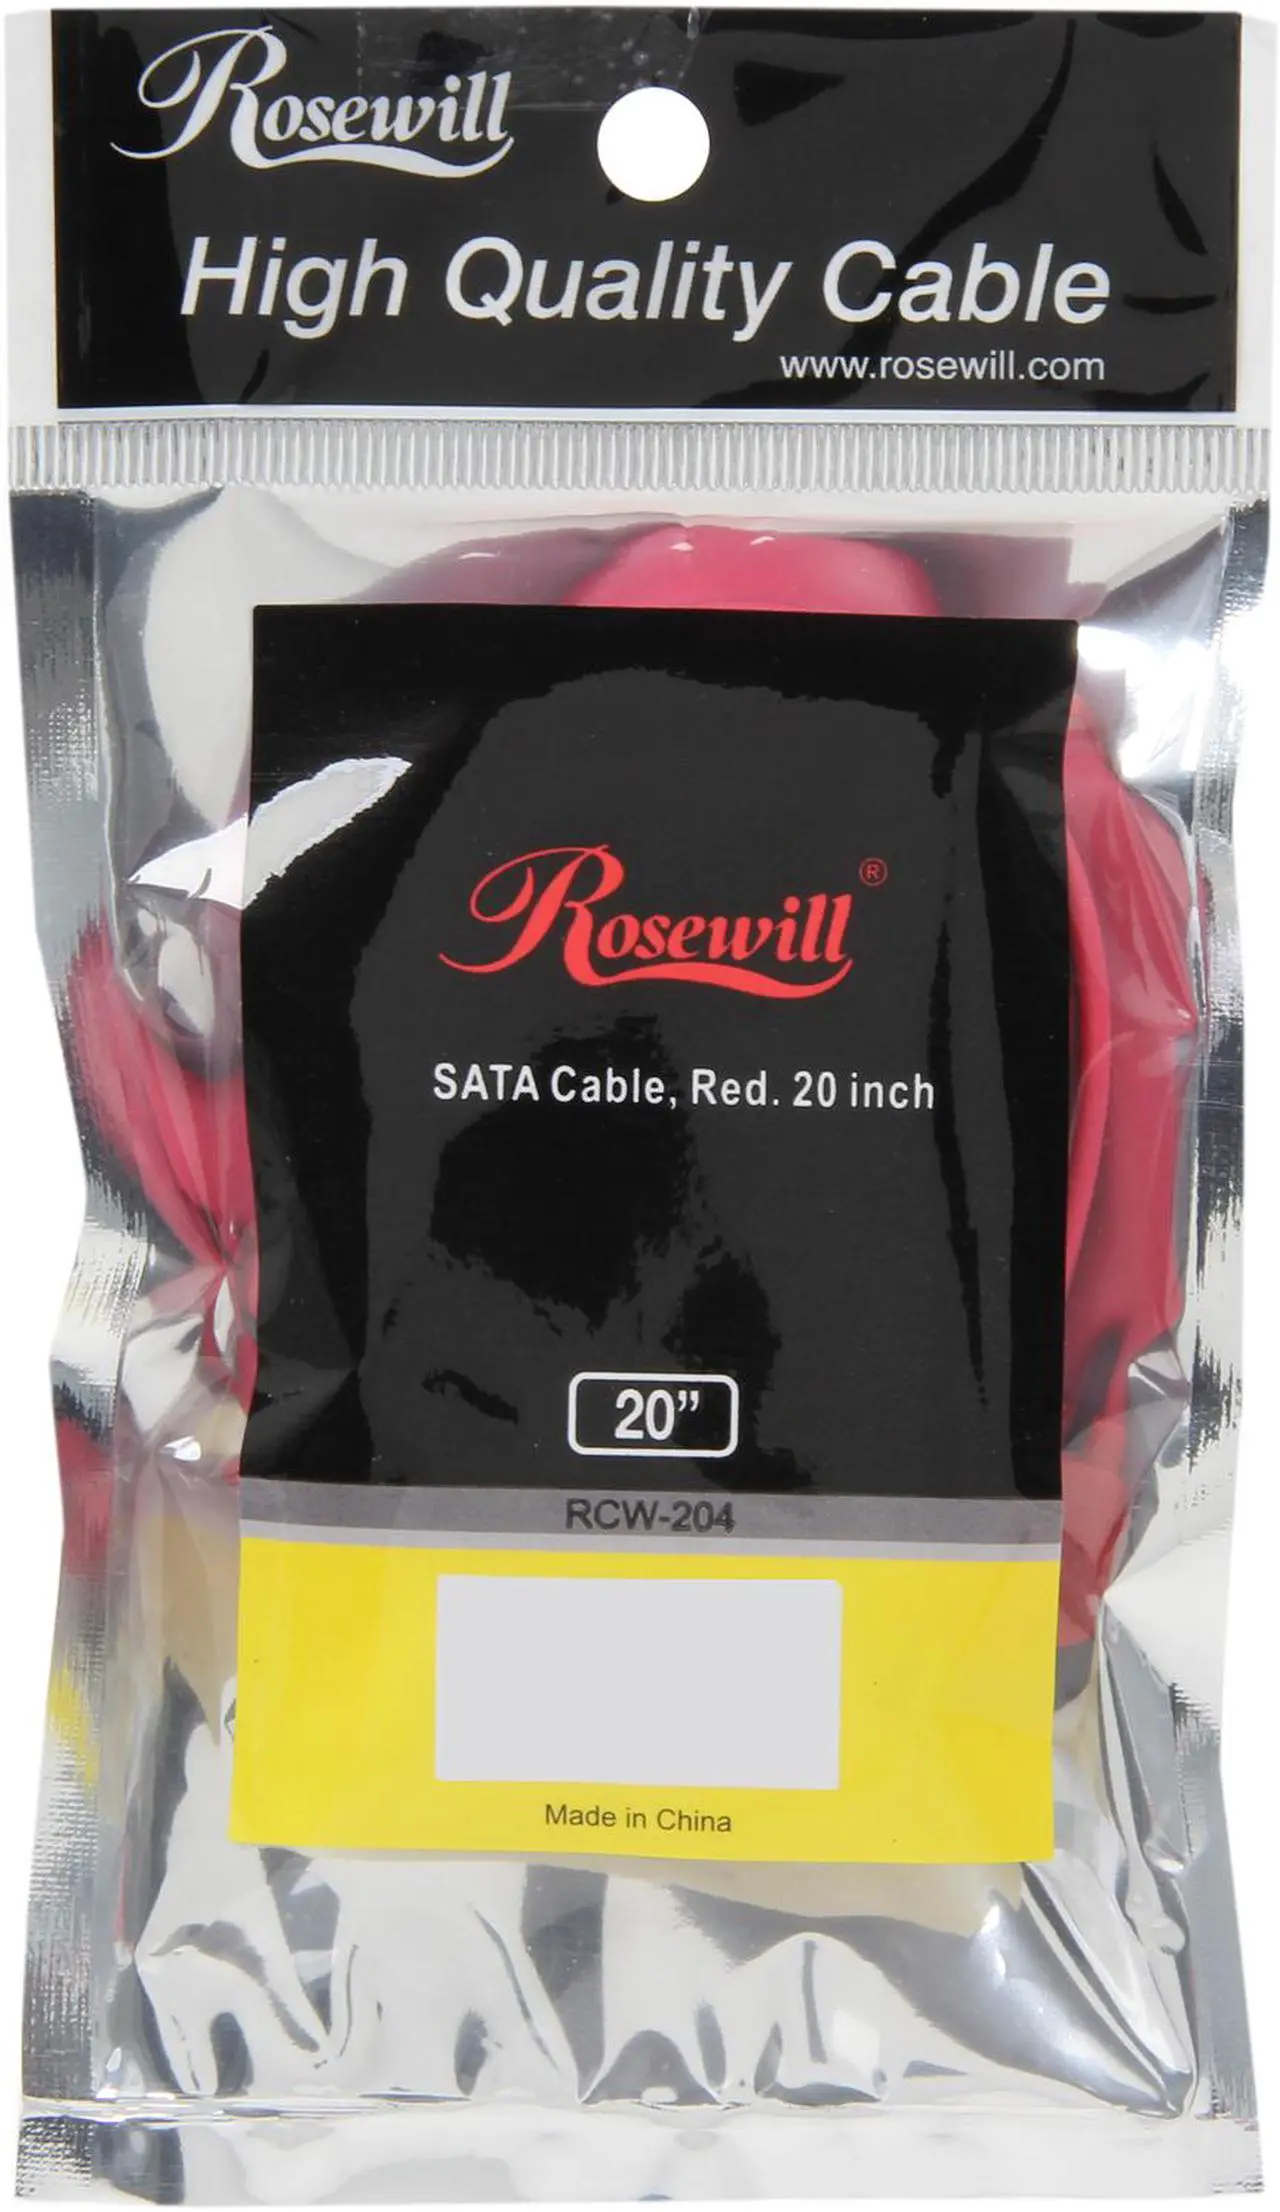 Rosewill
High Quality Cable
www.rosewill.com
Rosewill®
SATA Cable, Red. 20 inch
20”
RCW-204
Made in China